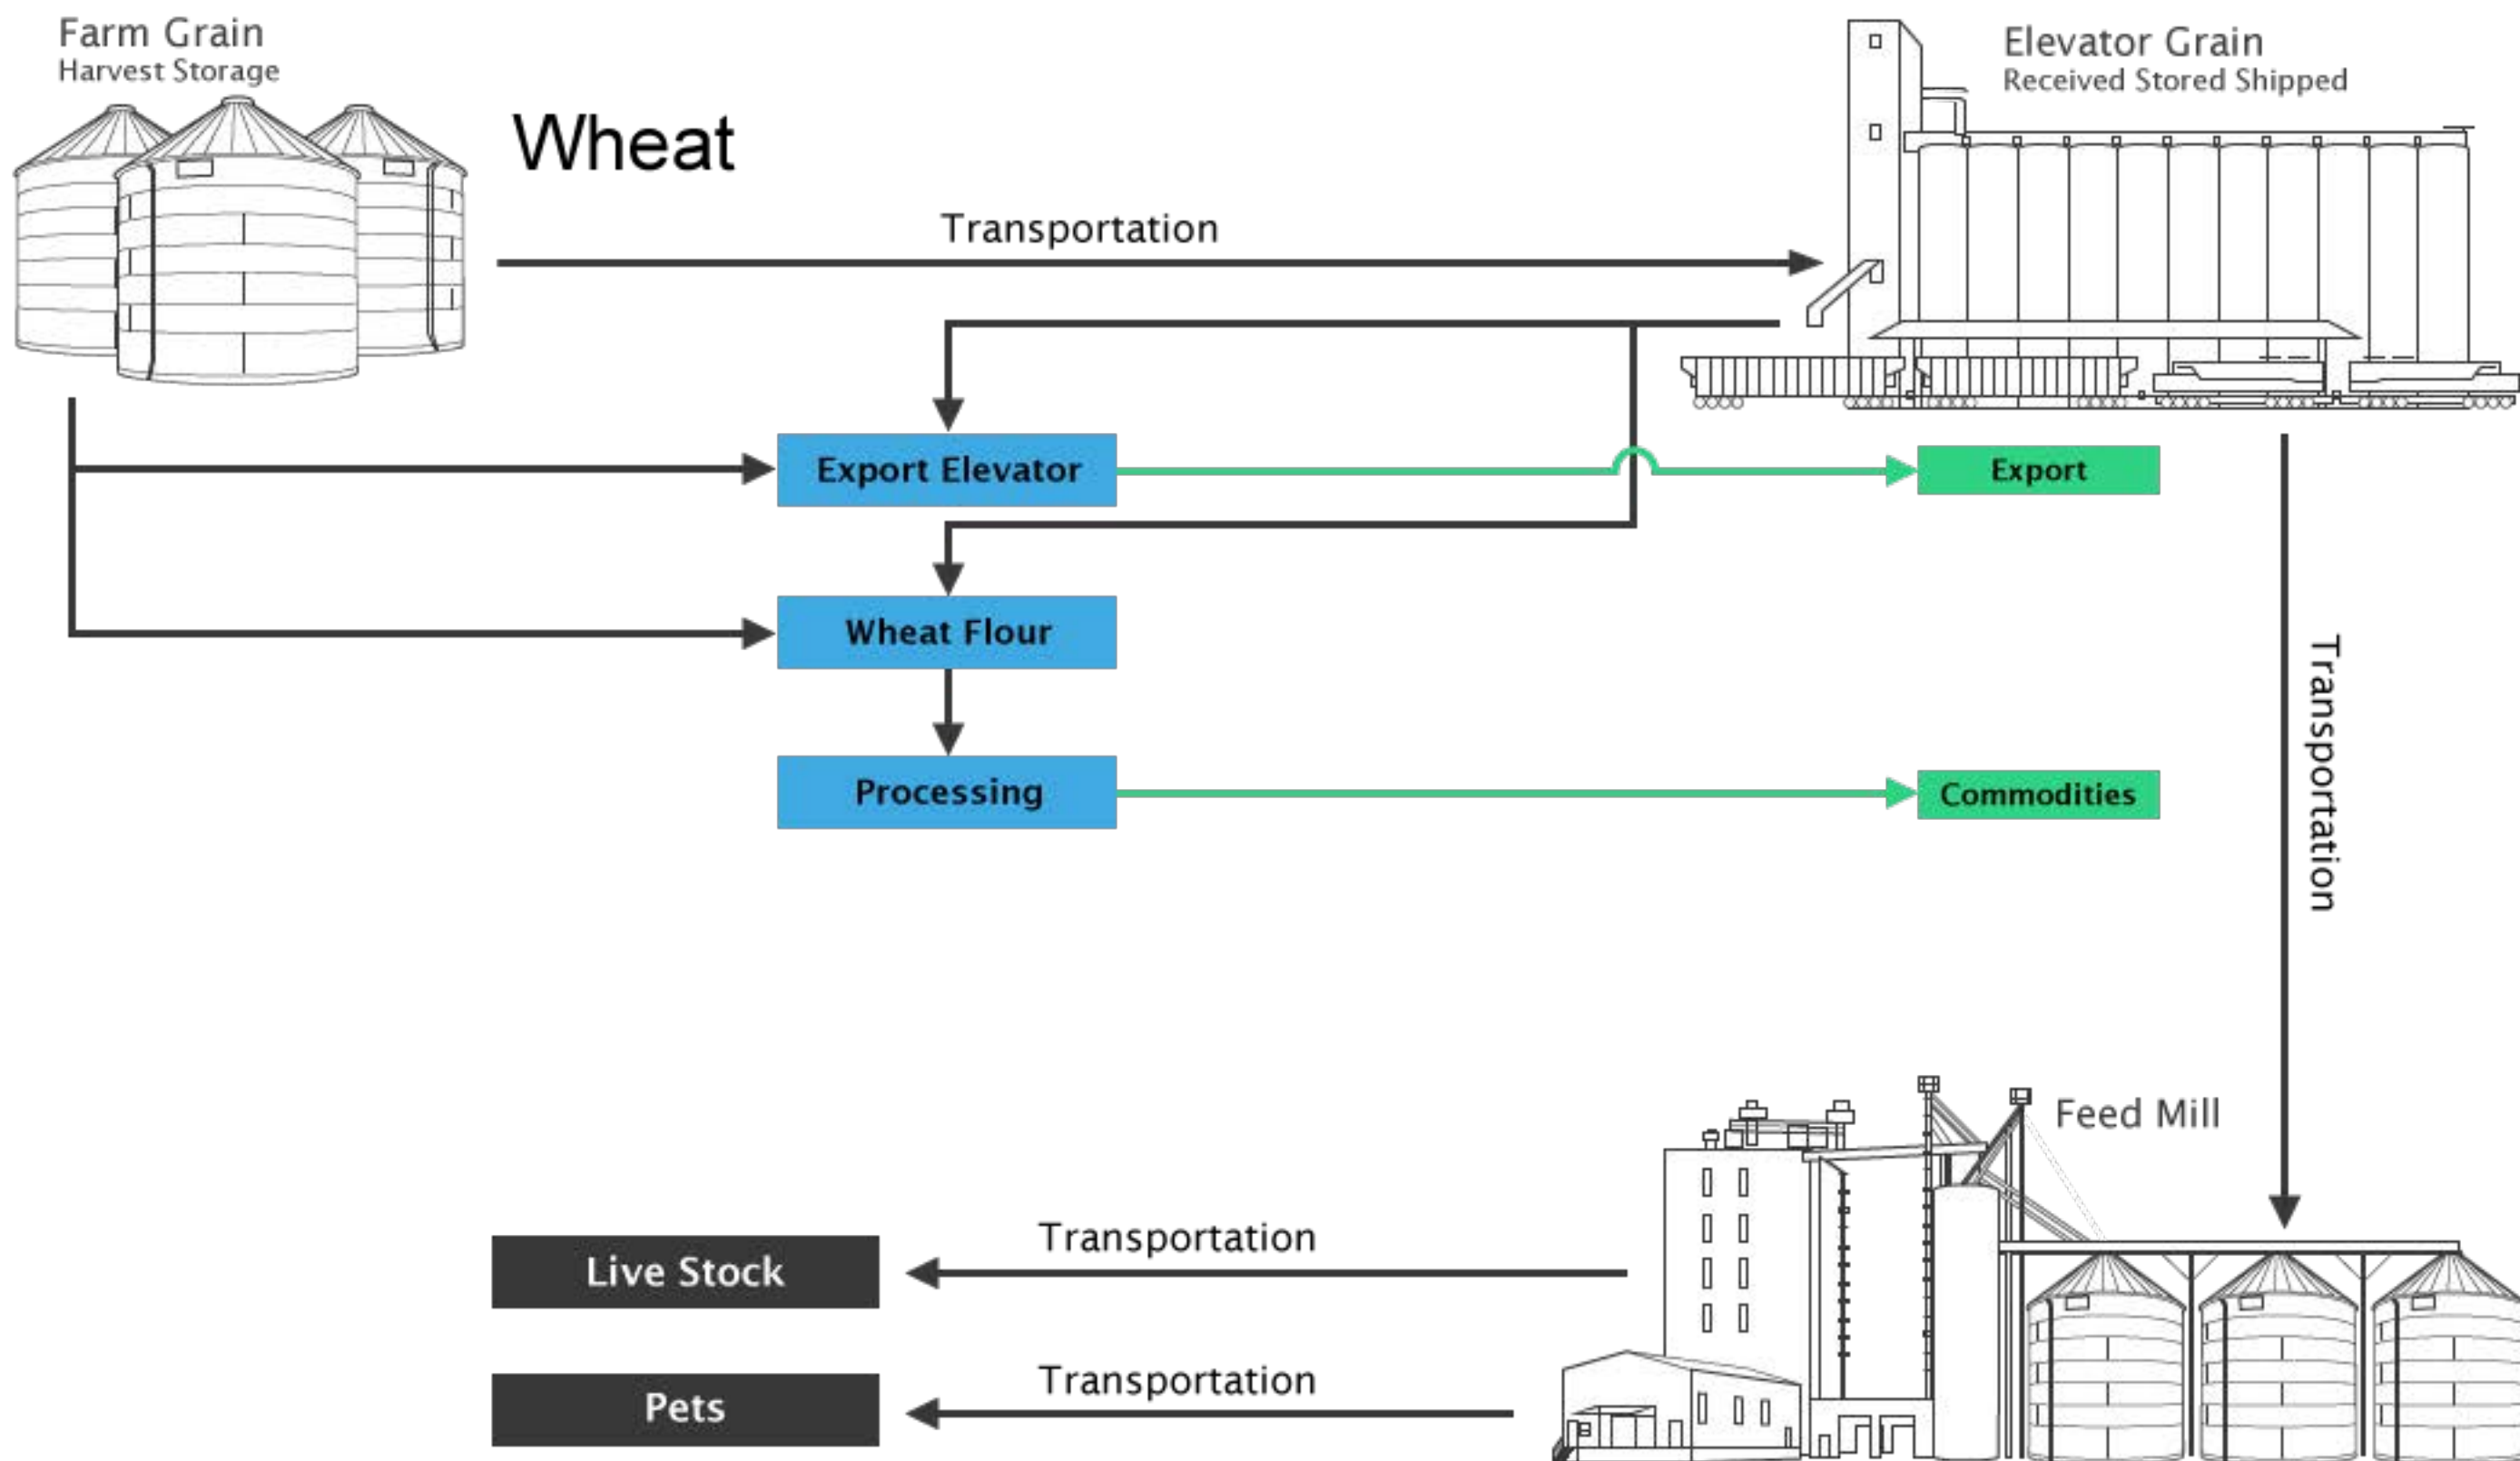 Farm Grain
Harvest Storage
Elevator Grain
Received Stored Shipped
Wheat
Transportation
Export Elevator
Export
Wheat Flour
Transportation
Processing
Commodities
Feed Mill
Transportation
Live Stock
Transportation
Pets